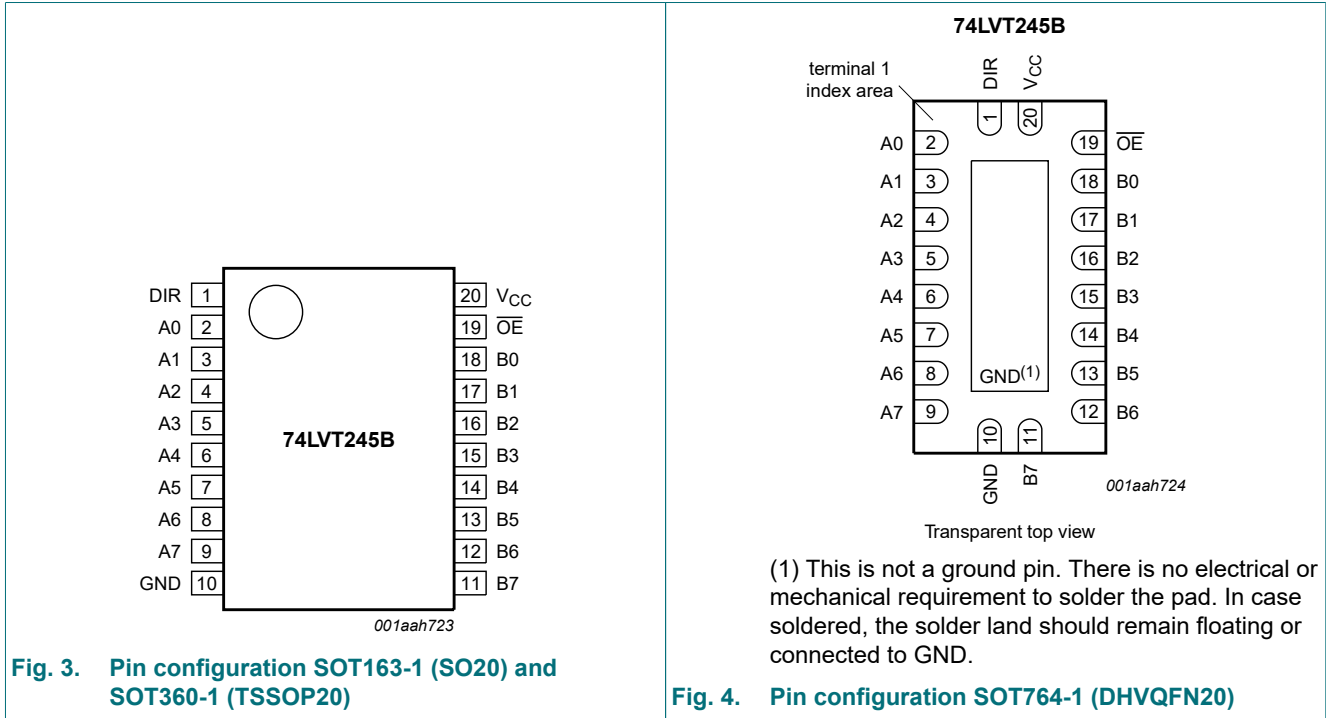 DIR 1
A0 2
A1 3
A2 4
A3 5
A4 6
A5 7
A6 8
A7 9
GND 10
74LVT245B
20 VCC
19 OE
18 B0
17 B1
16 B2
15 B3
14 B4
13 B5
12 B6
11 B7
001aah723
Fig. 3. Pin configuration SOT163-1 (SO20) and
SOT360-1 (TSSOP20)
74LVT245B
terminal 1
index area
DIR
VCC
1
20
A0 2
A1 3
A2 4
A3 5
A4 6
A5 7
A6 8
A7 9
19 OE
18 B0
17 B1
16 B2
15 B3
14 B4
13 B5
12 B6
GND(1)
10
11
GND
B7
001aah724
Transparent top view
(1) This is not a ground pin. There is no electrical or
mechanical requirement to solder the pad. In case
soldered, the solder land should remain floating or
connected to GND.
Fig. 4. Pin configuration SOT764-1 (DHVQFN20)